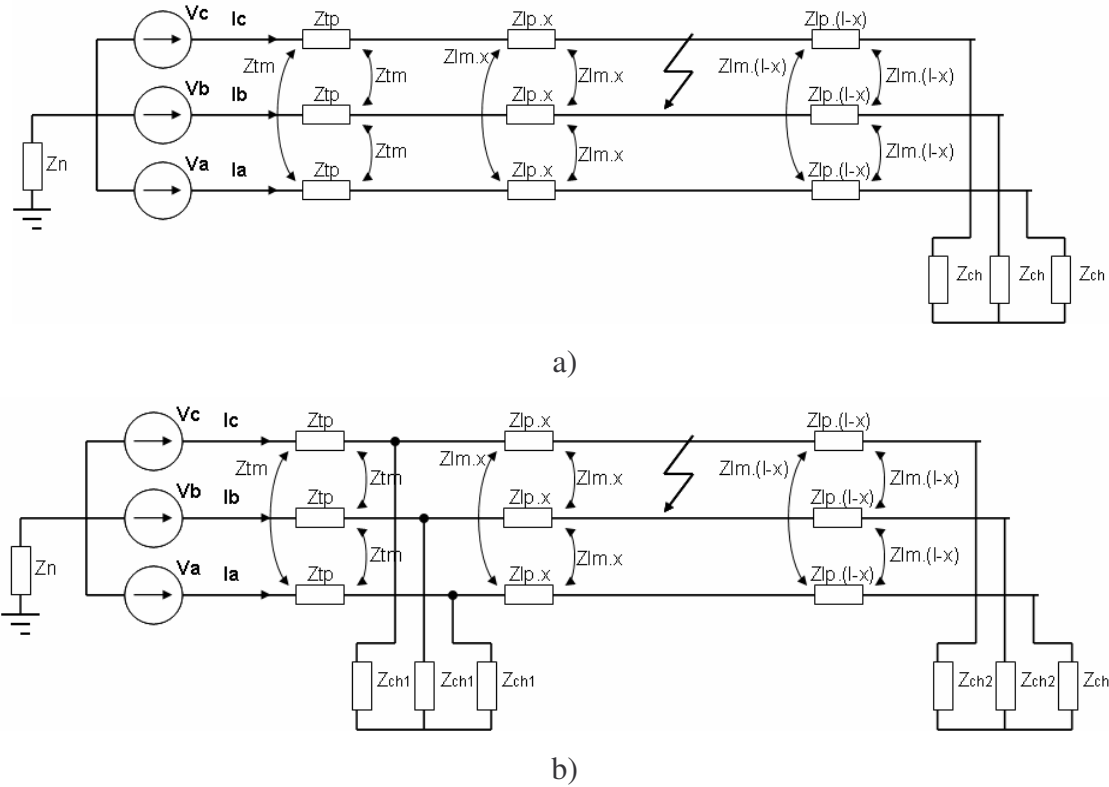 Vc Ic Ztp Zlp.x Zlp.(l-x)
Ztm Ztm Zlm.x Zlm.x Zlm.(l-x) Zlm.(l-x)
Vb Ib Ztp Zlp.x Zlp.(l-x)
Zn Ztm Zlm.x Zlm.(l-x)
Va Ia Ztp Zlp.x Zlp.(l-x)
Zch Zch Zch
a)
Vc Ic Ztp Zlp.x Zlp.(l-x)
Ztm Ztm Zlm.x Zlm.x Zlm.(l-x) Zlm.(l-x)
Vb Ib Ztp Zlp.x Zlp.(l-x)
Zn Ztm Zlm.x Zlm.(l-x)
Va Ia Ztp Zlp.x Zlp.(l-x)
Zch1 Zch1 Zch1 Zch2 Zch2 Zch
b)